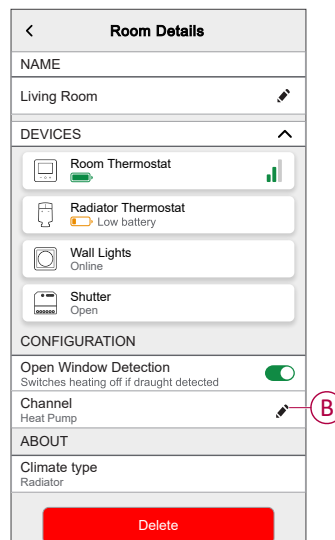 Room Details
NAME
Living Room
DEVICES
Room Thermostat
Radiator Thermostat
Low battery
Wall Lights
Online
Shutter
Open
CONFIGURATION
Open Window Detection
Switches heating off if draught detected
Channel
Heat Pump
B
ABOUT
Climate type
Radiator
Delete